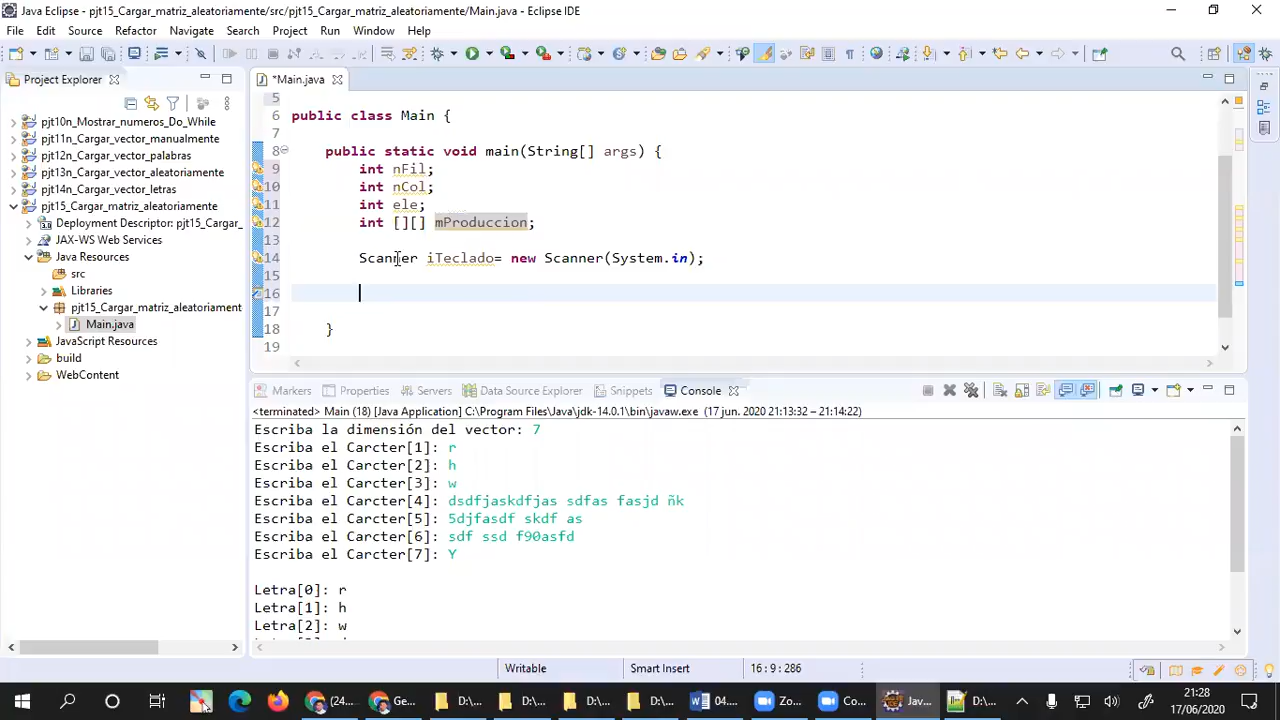 Java Eclipse - pjt15_Cargar_matriz_aleatoriamente/src/pjt15_Cargar_matriz_aleatoriamente/Main.java - Eclipse IDE
File Edit Source Refactor Navigate Search Project Run Window Help
Project Explorer
pjt10n_Mostrar_numeros_Do_While
pjt11n_Cargar_vector_manualmente
pjt12n_Cargar_vector_palabras
pjt13n_Cargar_vector_aleatoriamente
pjt14n_Cargar_vector_letras
pjt15_Cargar_matriz_aleatoriamente
Deployment Descriptor: pjt15_Cargar_
JAX-WS Web Services
Java Resources
src
Libraries
pjt15_Cargar_matriz_aleatoriament
Main.java
JavaScript Resources
build
WebContent
*Main.java
5
6 public class Main {
7
8 public static void main(String[] args) {
9 int nFil;
10 int nCol;
11 int ele;
12 int [][] mProduccion;
13
14 Scanner iTeclado= new Scanner(System.in);
15
16
17
18 }
19
Markers Properties Servers Data Source Explorer Snippets Console
<terminated> Main (18) [Java Application] C:\Program Files\Java\jdk-14.0.1\bin\javaw.exe (17 jun. 2020 21:13:32 - 21:14:22)
Escriba la dimensión del vector: 7
Escriba el Carcter[1]: r
Escriba el Carcter[2]: h
Escriba el Carcter[3]: w
Escriba el Carcter[4]: dsdfjaskdfjas sdfas fasjd ñk
Escriba el Carcter[5]: 5djfasdf skdf as
Escriba el Carcter[6]: sdf ssd f90asfd
Escriba el Carcter[7]: Y
Letra[0]: r
Letra[1]: h
Letra[2]: w
Writable Smart Insert 16 : 9 : 286
(24... Ge... D:\... D:\... D:\... 04... Zo... Co... Jav... D:\...
21:28
17/06/2020